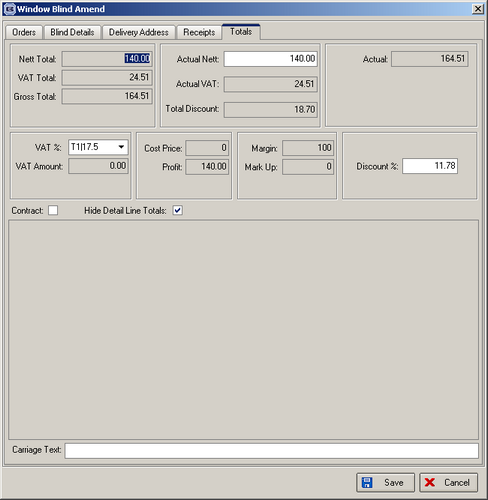 Window Blind Amend
Orders Blind Details Delivery Address Receipts Totals
Nett Total: 140.00 Actual Nett: 140.00 Actual: 164.51
VAT Total: 24.51 Actual VAT: 24.51
Gross Total: 164.51 Total Discount: 18.70
VAT %: T1|17.5 Cost Price: 0 Margin: 100 Discount %: 11.78
VAT Amount: 0.00 Profit: 140.00 Mark Up: 0
Contract: Hide Detail Line Totals:
Carriage Text:
Save Cancel